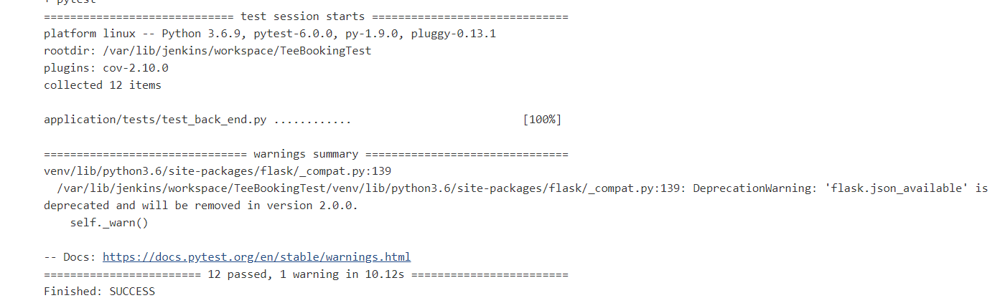 + pytest
============================= test session starts ==============================
platform linux -- Python 3.6.9, pytest-6.0.0, py-1.9.0, pluggy-0.13.1
rootdir: /var/lib/jenkins/workspace/TeeBookingTest
plugins: cov-2.10.0
collected 12 items
application/tests/test_back_end.py ............                          [100%]
=============================== warnings summary ===============================
venv/lib/python3.6/site-packages/flask/_compat.py:139
  /var/lib/jenkins/workspace/TeeBookingTest/venv/lib/python3.6/site-packages/flask/_compat.py:139: DeprecationWarning: 'flask.json_available' is
deprecated and will be removed in version 2.0.0.
    self._warn()
-- Docs: https://docs.pytest.org/en/stable/warnings.html
======================== 12 passed, 1 warning in 10.12s ========================
Finished: SUCCESS